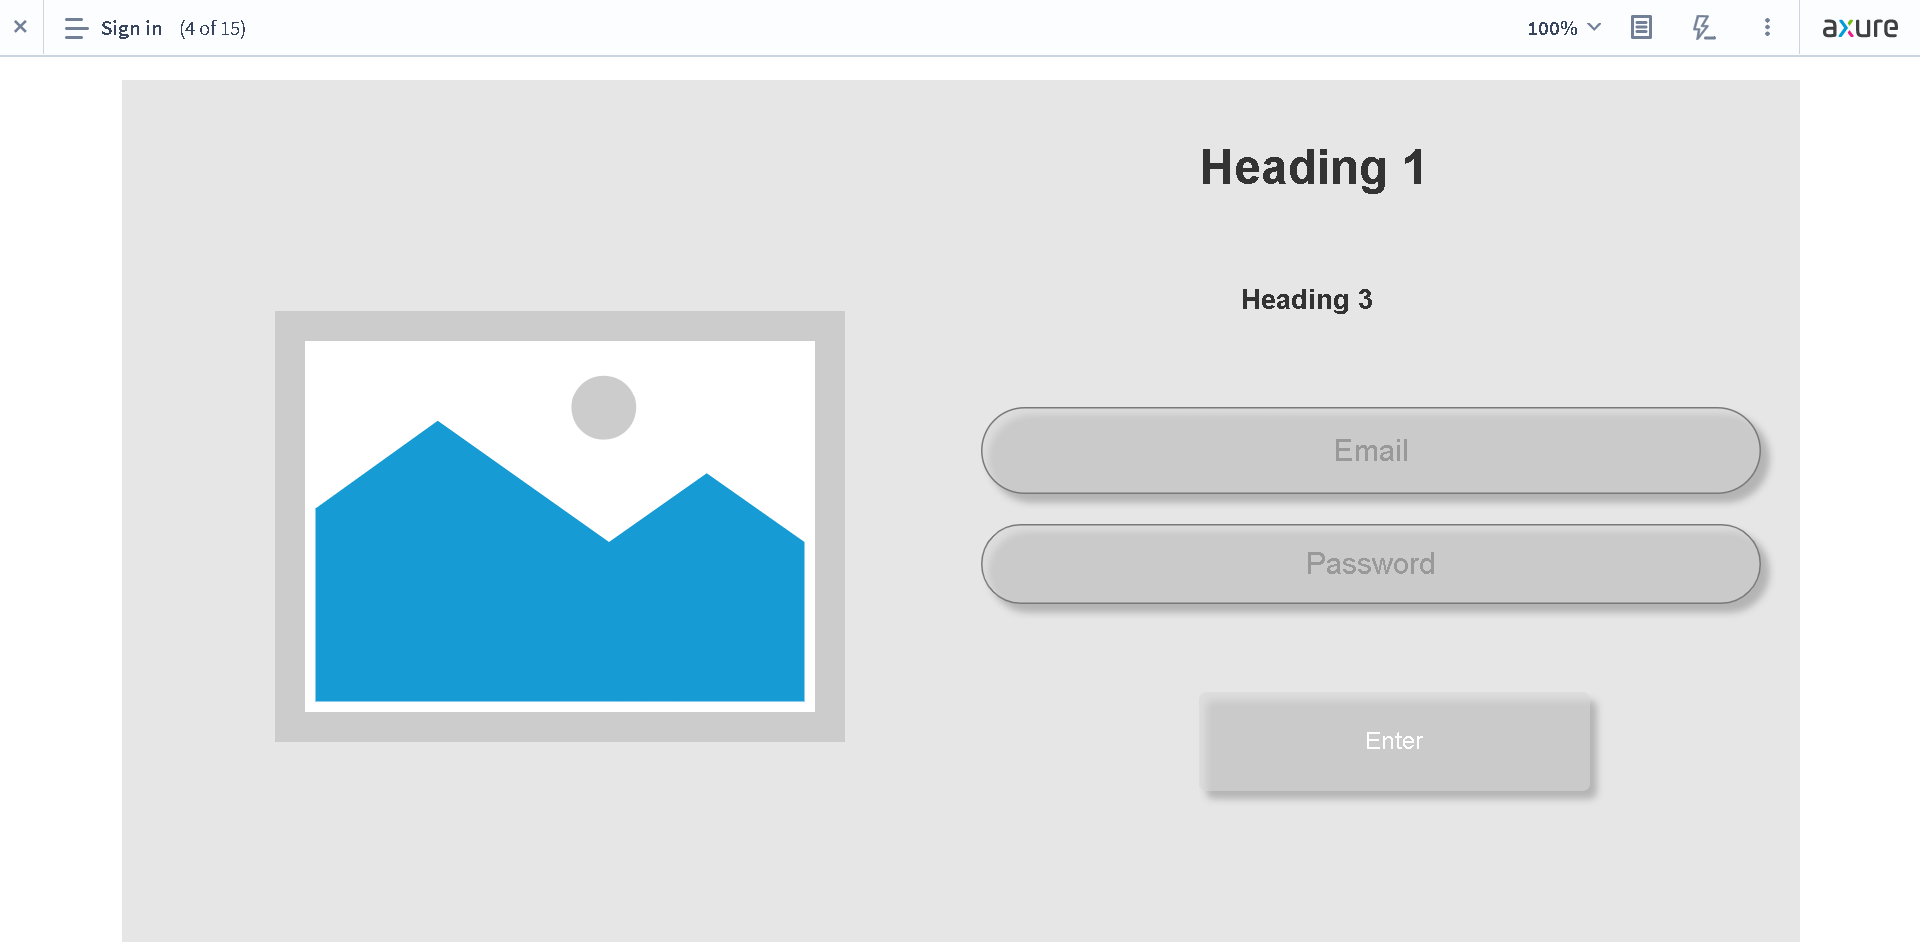 Sign in (4 of 15)
100%
axure
Heading 1
Heading 3
Email
Password
Enter